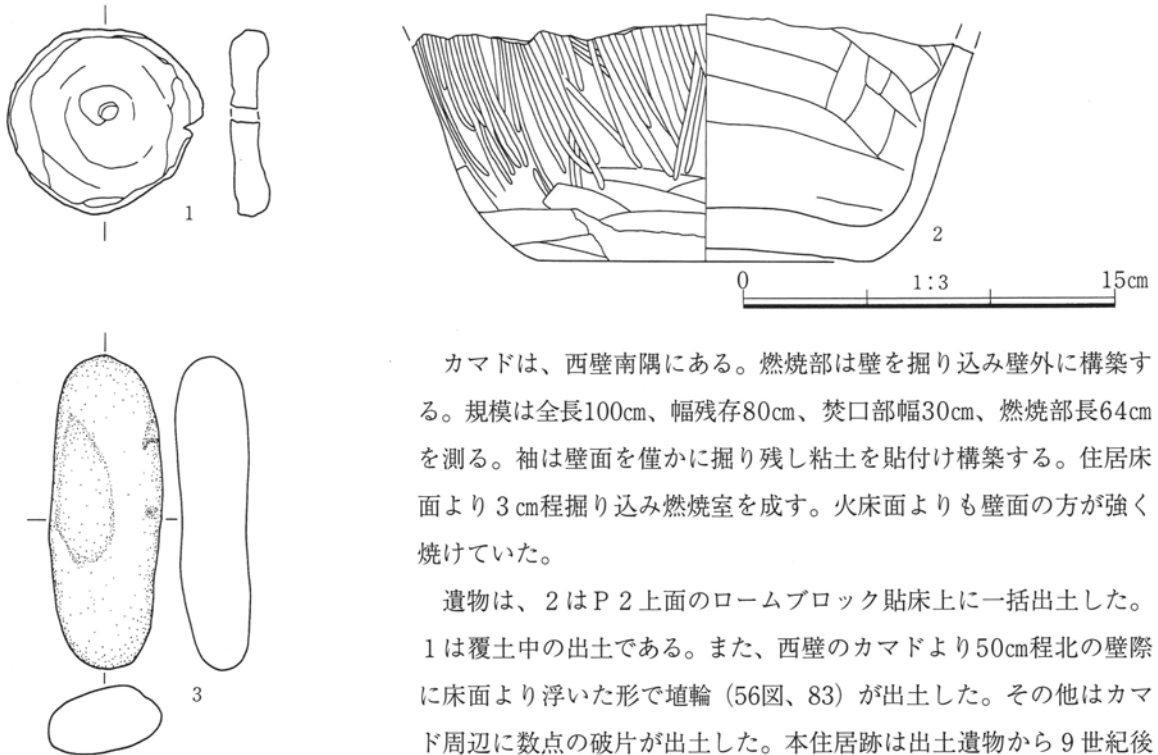 1
2
0 1:3 15cm
3
カマドは、西壁南隅にある。燃焼部は壁を掘り込み壁外に構築す
る。規模は全長100cm、幅残存80cm、焚口部幅30cm、燃焼部長64cm
を測る。袖は壁面を僅かに掘り残し粘土を貼付け構築する。住居床
面より3cm程掘り込み燃焼室を成す。火床面よりも壁面の方が強く
焼けていた。
遺物は、2はP2上面のロームブロック貼床上に一括出土した。
1は覆土中の出土である。また、西壁のカマドより50cm程北の壁際
に床面より浮いた形で埴輪（56図、83）が出土した。その他はカマ
ド周辺に数点の破片が出土した。本住居跡は出土遺物から9世紀後